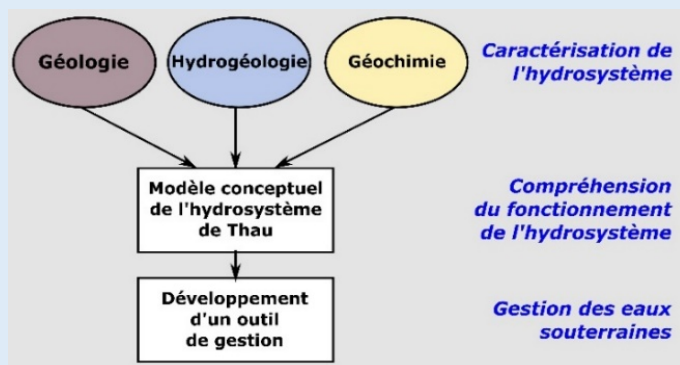 Géologie
Hydrogéologie
Géochimie
Caractérisation de
l'hydrosystème
Modèle conceptuel
de l'hydrosystème
de Thau
Compréhension
du fonctionnement
de l'hydrosystème
Développement
d'un outil
de gestion
Gestion des eaux
souterraines